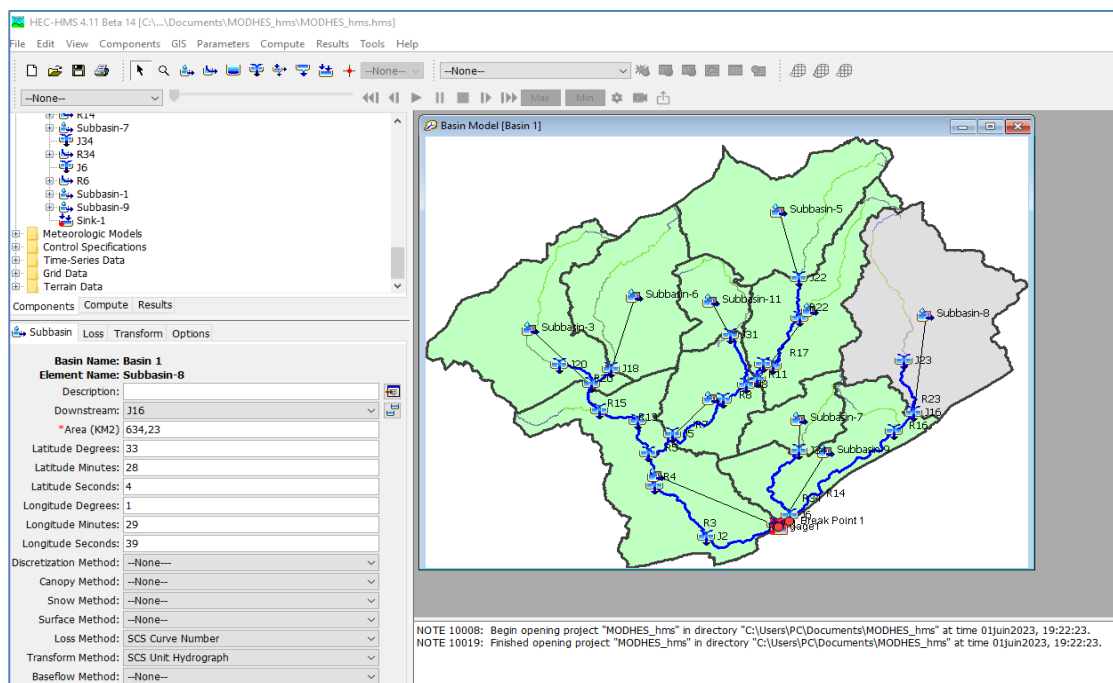 HEC-HMS 4.11 Beta 14 [C:\...\Documents\MODHES_hms\MODHES_hms.hms]
File Edit View Components GIS Parameters Compute Results Tools Help
--None-- --None--
--None-- Max Min
R14
Subbasin-7
J34
R34
J6
R6
Subbasin-1
Subbasin-9
Sink-1
Meteorologic Models
Control Specifications
Time-Series Data
Grid Data
Terrain Data
Components Compute Results
Subbasin Loss Transform Options
Basin Name: Basin 1
Element Name: Subbasin-8
Description:
Downstream: J16
*Area (KM2) 634,23
Latitude Degrees: 33
Latitude Minutes: 28
Latitude Seconds: 4
Longitude Degrees: 1
Longitude Minutes: 29
Longitude Seconds: 39
Discretization Method: --None---
Canopy Method: --None--
Snow Method: --None--
Surface Method: --None--
Loss Method: SCS Curve Number
Transform Method: SCS Unit Hydrograph
Baseflow Method: --None--
Basin Model [Basin 1]
Subbasin-5
J22
Subbasin-6
Subbasin-11
R22
Subbasin-8
Subbasin-3
J31
R17
J20
J18
R11
J23
R20
R8
R23
R15
J16
R13
Subbasin-7
R16
R7
J5
J34
Subbasin-9
R5
R4
R14
R34
J6
Break Point 1
R3
J2
NOTE 10008: Begin opening project "MODHES_hms" in directory "C:\Users\PC\Documents\MODHES_hms" at time 01juin2023, 19:22:23.
NOTE 10019: Finished opening project "MODHES_hms" in directory "C:\Users\PC\Documents\MODHES_hms" at time 01juin2023, 19:22:23.